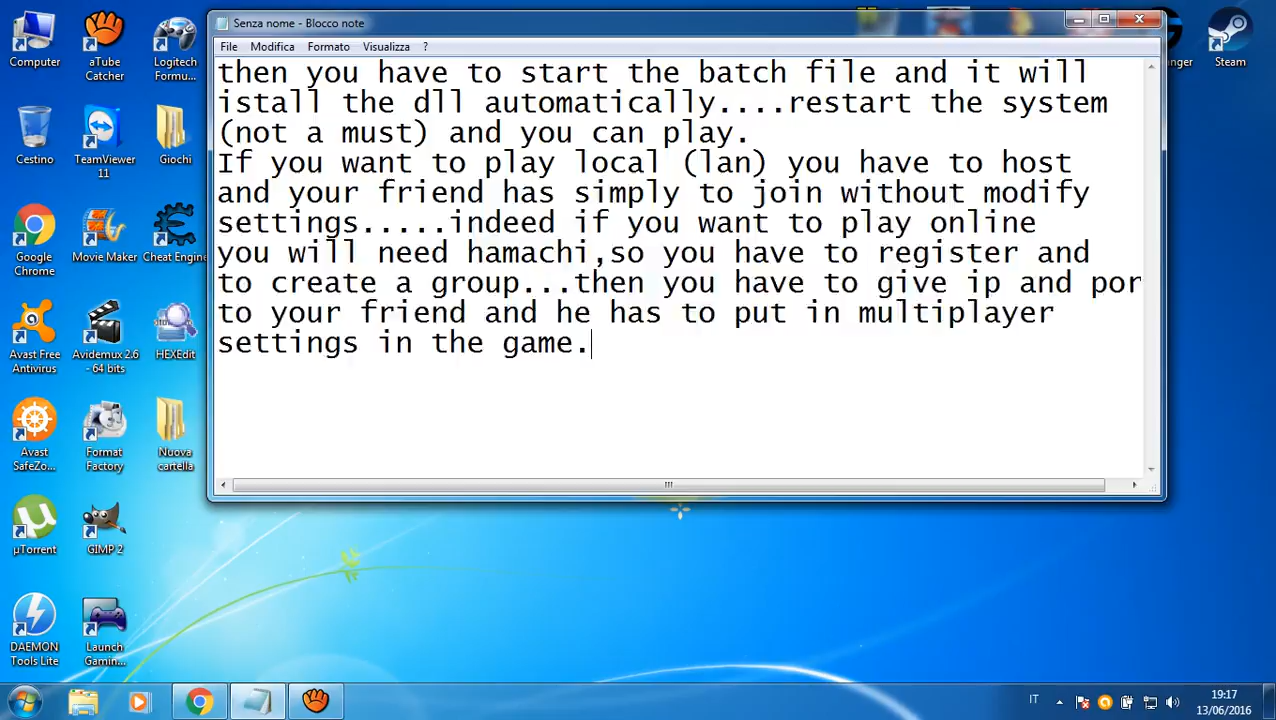 Senza nome - Blocco note
File Modifica Formato Visualizza ?
then you have to start the batch file and it will
istall the dll automatically....restart the system
(not a must) and you can play.
If you want to play local (lan) you have to host
and your friend has simply to join without modify
settings.....indeed if you want to play online
you will need hamachi,so you have to register and
to create a group...then you have to give ip and por
to your friend and he has to put in multiplayer
settings in the game.
Computer
aTube
Catcher
Logitech
Formu...
Cestino
TeamViewer
11
Giochi
Google
Chrome
Movie Maker
Cheat Engine
Avast Free
Antivirus
Avidemux 2.6
- 64 bits
HEXEdit
Avast
SafeZo...
Format
Factory
Nuova
cartella
µTorrent
GIMP 2
DAEMON
Tools Lite
Launch
Gamin...
anger
Steam
IT
19:17
13/06/2016